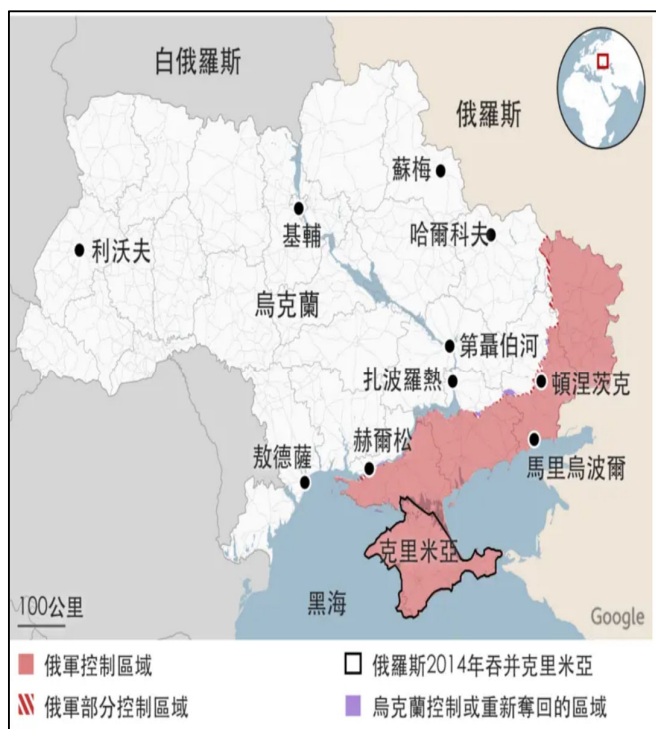 白俄羅斯
俄羅斯
蘇梅
基輔
哈爾科夫
利沃夫
烏克蘭
第聶伯河
扎波羅熱
頓涅茨克
赫爾松
敖德薩
馬里烏波爾
克里米亞
黑海
100公里
Google
俄軍控制區域
俄羅斯2014年吞并克里米亞
俄軍部分控制區域
烏克蘭控制或重新奪回的區域